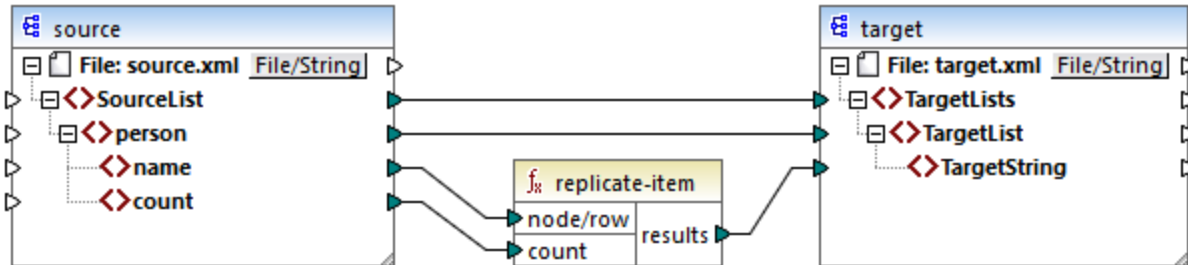 source
File: source.xml File/String
SourceList
person
name
count
replicate-item
node/row
count
results
target
File: target.xml File/String
TargetLists
TargetList
TargetString